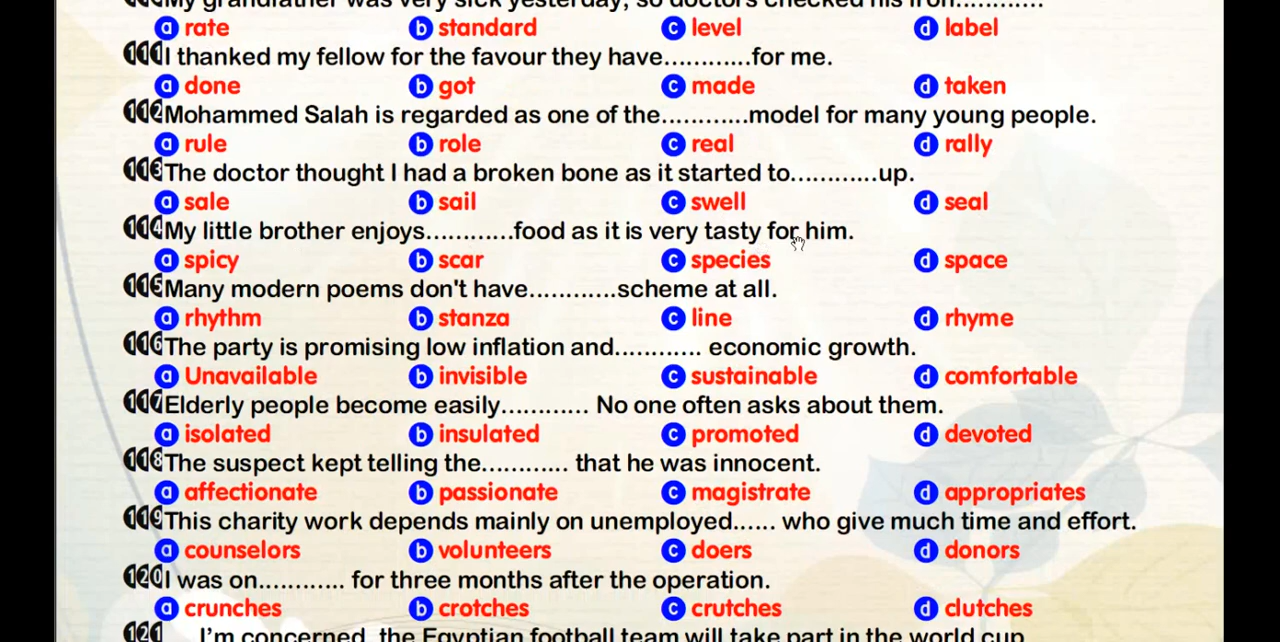 My grandfather was very sick yesterday, so doctors checked his iron............
a rate b standard c level d label
111 I thanked my fellow for the favour they have............for me.
a done b got c made d taken
112 Mohammed Salah is regarded as one of the............model for many young people.
a rule b role c real d rally
113 The doctor thought I had a broken bone as it started to............up.
a sale b sail c swell d seal
114 My little brother enjoys............food as it is very tasty for him.
a spicy b scar c species d space
115 Many modern poems don't have............scheme at all.
a rhythm b stanza c line d rhyme
116 The party is promising low inflation and............ economic growth.
a Unavailable b invisible c sustainable d comfortable
117 Elderly people become easily............ No one often asks about them.
a isolated b insulated c promoted d devoted
118 The suspect kept telling the............ that he was innocent.
a affectionate b passionate c magistrate d appropriates
119 This charity work depends mainly on unemployed...... who give much time and effort.
a counselors b volunteers c doers d donors
120 I was on............ for three months after the operation.
a crunches b crotches c crutches d clutches
121 __I'm concerned, the Egyptian football team will take part in the world cup